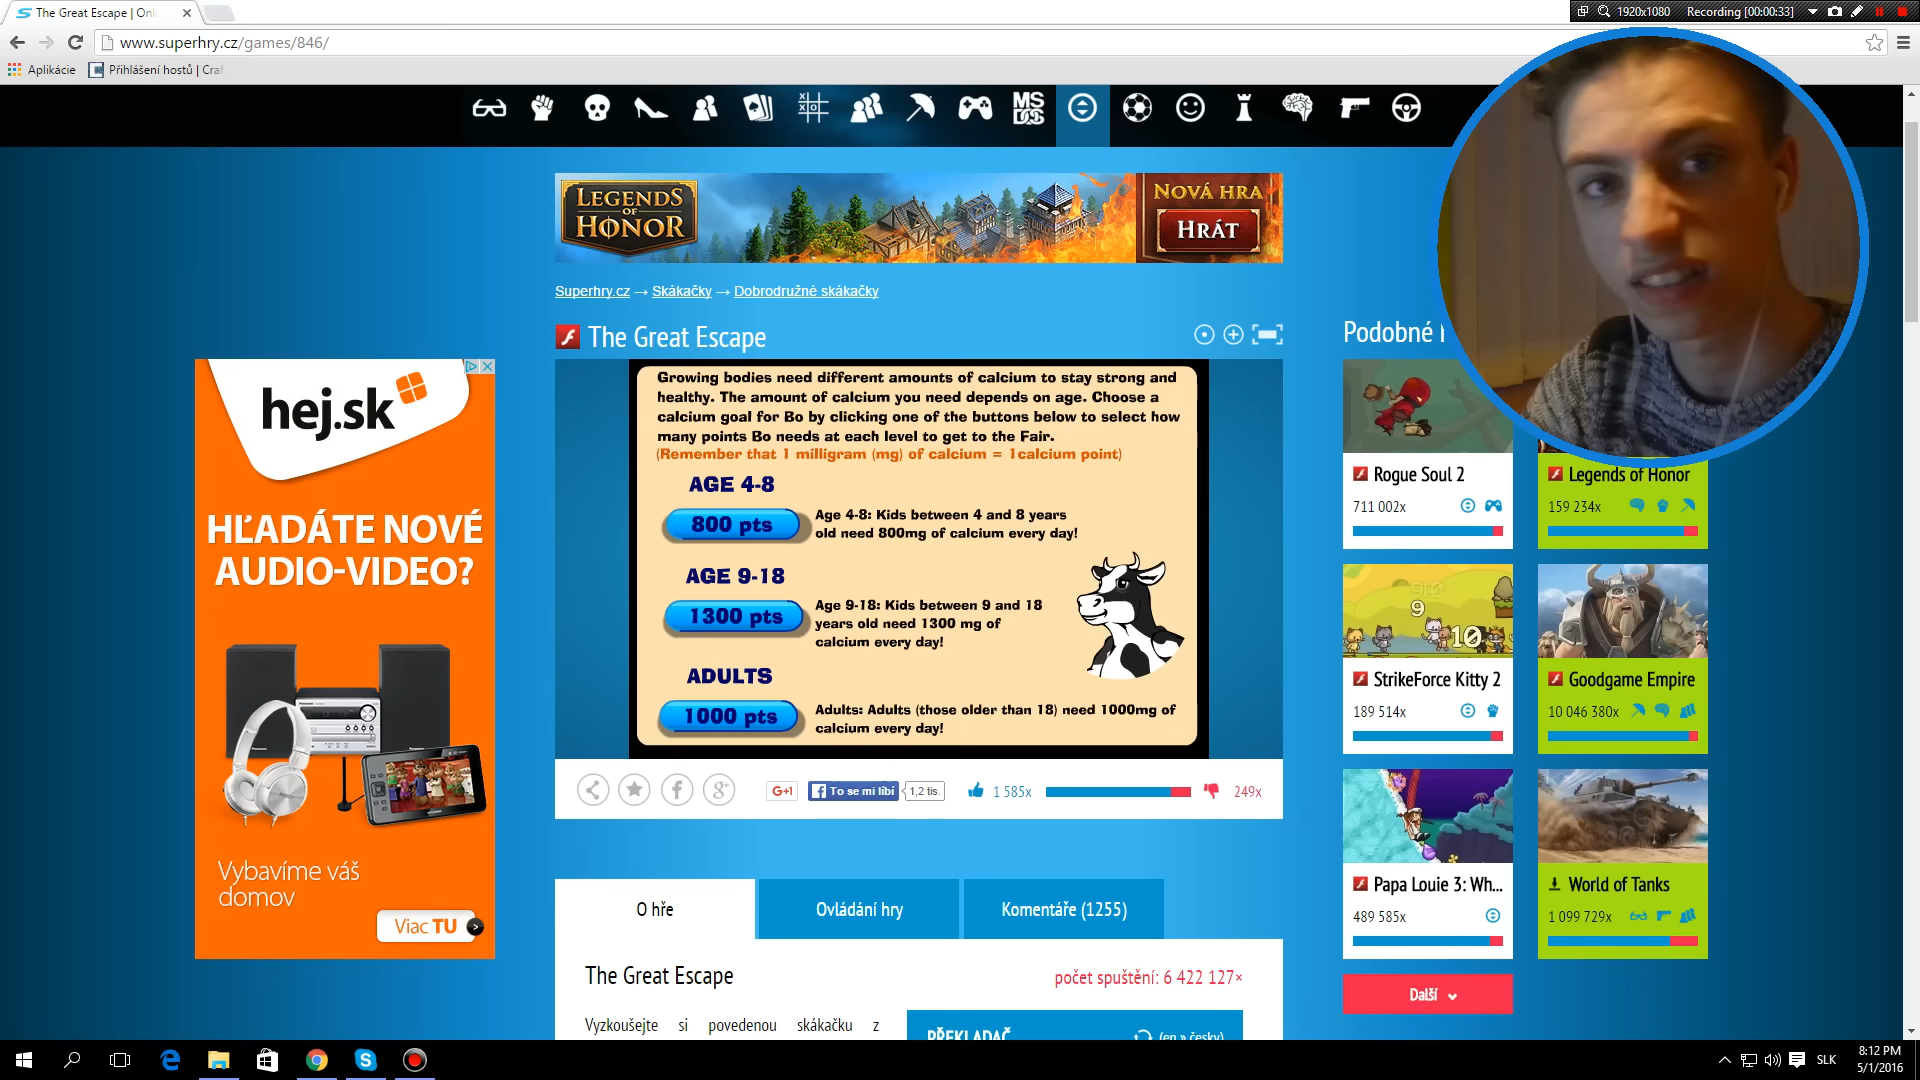 The Great Escape | Onl
1920x1080
Recording [00:00:33]
www.superhry.cz/games/846/
Aplikácie
Přihlášení hostů | Craf
MS
DOS
LEGENDS
OF
HONOR
NOVÁ HRA
HRÁT
Superhry.cz → Skákačky → Dobrodružné skákačky
The Great Escape
Podobné
hej.sk
HĽADÁTE NOVÉ
AUDIO-VIDEO?
Vybavíme váš
domov
Viac TU
Growing bodies need different amounts of calcium to stay strong and
healthy. The amount of calcium you need depends on age. Choose a
calcium goal for Bo by clicking one of the buttons below to select how
many points Bo needs at each level to get to the Fair.
(Remember that 1 milligram (mg) of calcium = 1calcium point)
AGE 4-8
800 pts
Age 4-8: Kids between 4 and 8 years
old need 800mg of calcium every day!
AGE 9-18
1300 pts
Age 9-18: Kids between 9 and 18
years old need 1300 mg of
calcium every day!
ADULTS
1000 pts
Adults: Adults (those older than 18) need 1000mg of
calcium every day!
G+1
To se mi líbí
1,2 tis.
1 585x
249x
Rogue Soul 2
711 002x
Legends of Honor
159 234x
9
10
StrikeForce Kitty 2
189 514x
Goodgame Empire
10 046 380x
Papa Louie 3: Wh...
489 585x
World of Tanks
1 099 729x
Další
O hře
Ovládání hry
Komentáře (1255)
The Great Escape
počet spuštění: 6 422 127×
Vyzkoušejte si povedenou skákačku z
PŘEKLADAČ
(en » česky)
SLK
8:12 PM
5/1/2016